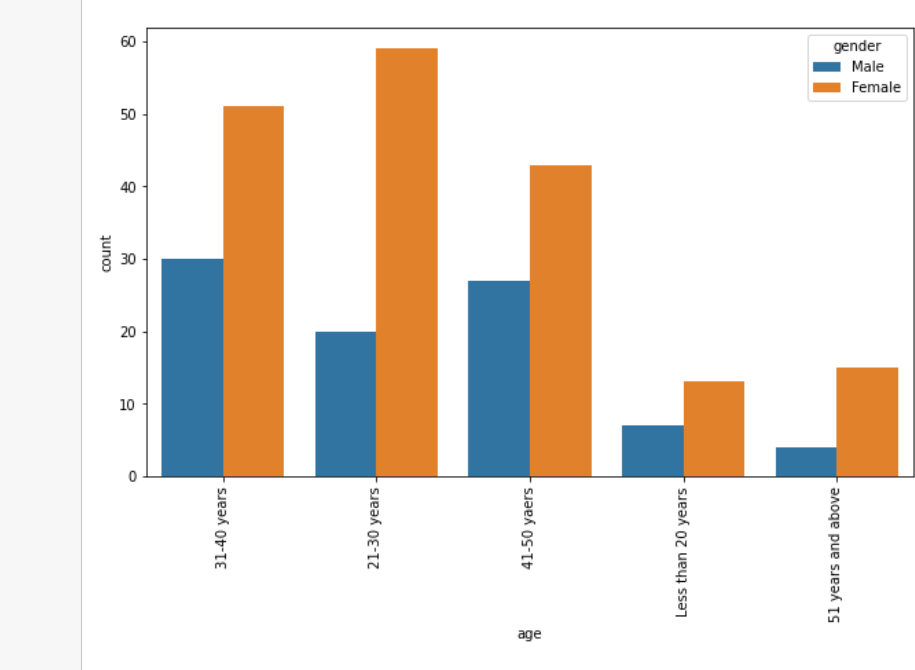 gender
Male
Female
60
50
40
30
20
10
0
count
31-40 years
21-30 years
41-50 yaers
Less than 20 years
51 years and above
age